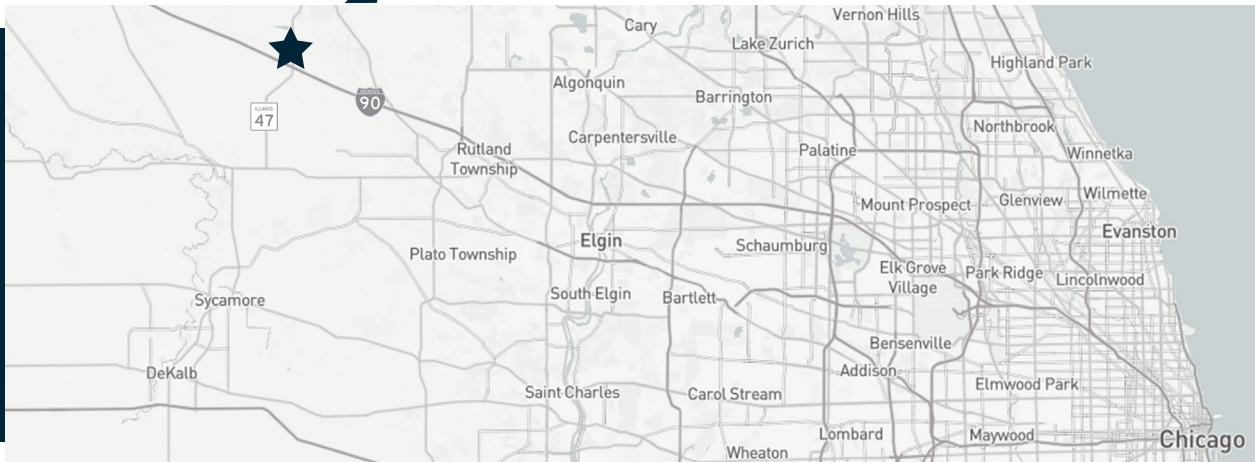 Vernon Hills
Cary
Lake Zurich
Highland Park
Algonquin
Barrington
90
ILLINOIS
47
Northbrook
Carpentersville
Rutland
Township
Palatine
Winnetka
Mount Prospect
Glenview
Wilmette
Evanston
Elgin
Schaumburg
Plato Township
Elk Grove
Village
Park Ridge
Lincolnwood
Sycamore
South Elgin
Bartlett
Bensenville
DeKalb
Addison
Elmwood Park
Saint Charles
Carol Stream
Lombard
Maywood
Chicago
Wheaton